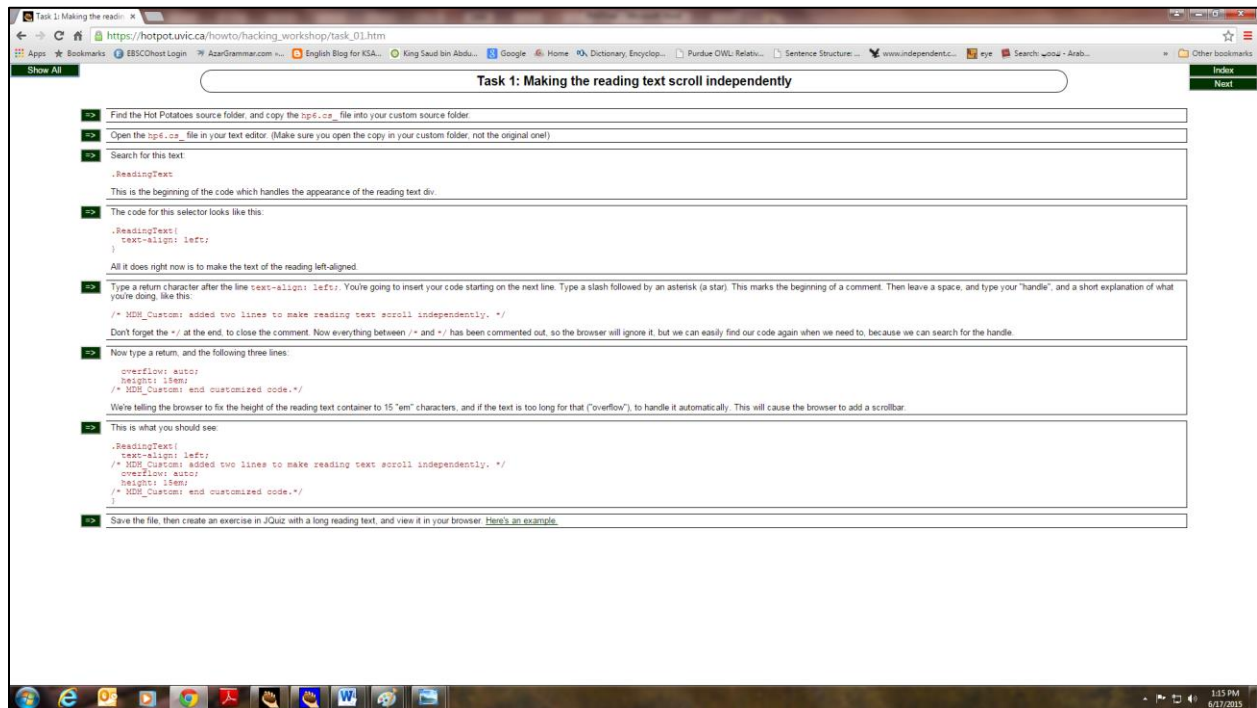 Task 1: Making the readin
https://hotpot.uvic.ca/howto/hacking_workshop/task_01.htm
Apps Bookmarks EBSCOhost Login AzarGrammar.com »... English Blog for KSA... King Saud bin Abdu... Google Home Dictionary, Encyclop... Purdue OWL: Relativ... Sentence Structure: ... www.independent.c... eye Search: - Arab... » Other bookmarks
Show All
Task 1: Making the reading text scroll independently
Index
Next
=> Find the Hot Potatoes source folder, and copy the hp6.cs_ file into your custom source folder.
=> Open the hp6.cs_ file in your text editor. (Make sure you open the copy in your custom folder, not the original one!)
=> Search for this text:
.ReadingText
This is the beginning of the code which handles the appearance of the reading text div.
=> The code for this selector looks like this:
.ReadingText{
text-align: left;
}
All it does right now is to make the text of the reading left-aligned.
=> Type a return character after the line text-align: left;. You're going to insert your code starting on the next line. Type a slash followed by an asterisk (a star). This marks the beginning of a comment. Then leave a space, and type your "handle", and a short explanation of what
you're doing, like this:
/* MDH_Custom: added two lines to make reading text scroll independently. */
Don't forget the */ at the end, to close the comment. Now everything between /* and */ has been commented out, so the browser will ignore it, but we can easily find our code again when we need to, because we can search for the handle.
=> Now type a return, and the following three lines:
overflow: auto;
height: 15em;
/* MDH_Custom: end customized code.*/
We're telling the browser to fix the height of the reading text container to 15 "em" characters, and if the text is too long for that ("overflow"), to handle it automatically. This will cause the browser to add a scrollbar.
=> This is what you should see:
.ReadingText{
text-align: left;
/* MDH_Custom: added two lines to make reading text scroll independently. */
overflow: auto;
height: 15em;
/* MDH_Custom: end customized code.*/
}
=> Save the file, then create an exercise in JQuiz with a long reading text, and view it in your browser. Here's an example.
1:15 PM
6/17/2015